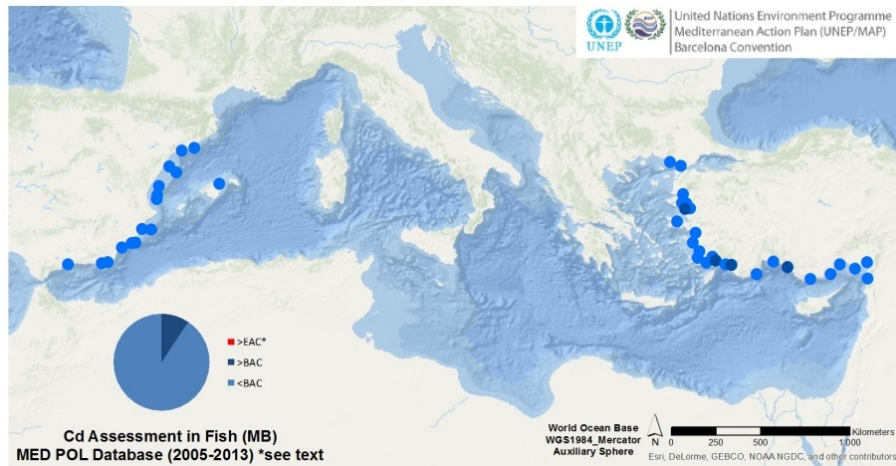 United Nations Environment Programme
Mediterranean Action Plan (UNEP/MAP)
Barcelona Convention
UNEP
MAP
>EAC*
>BAC
<BAC
Cd Assessment in Fish (MB)
MED POL Database (2005-2013) *see text
World Ocean Base
WGS1984_Mercator
Auxiliary Sphere
N
Kilometers
0 250 500 1.000
Esri, DeLorme, GEBCO, NOAA NGDC, and other contributors